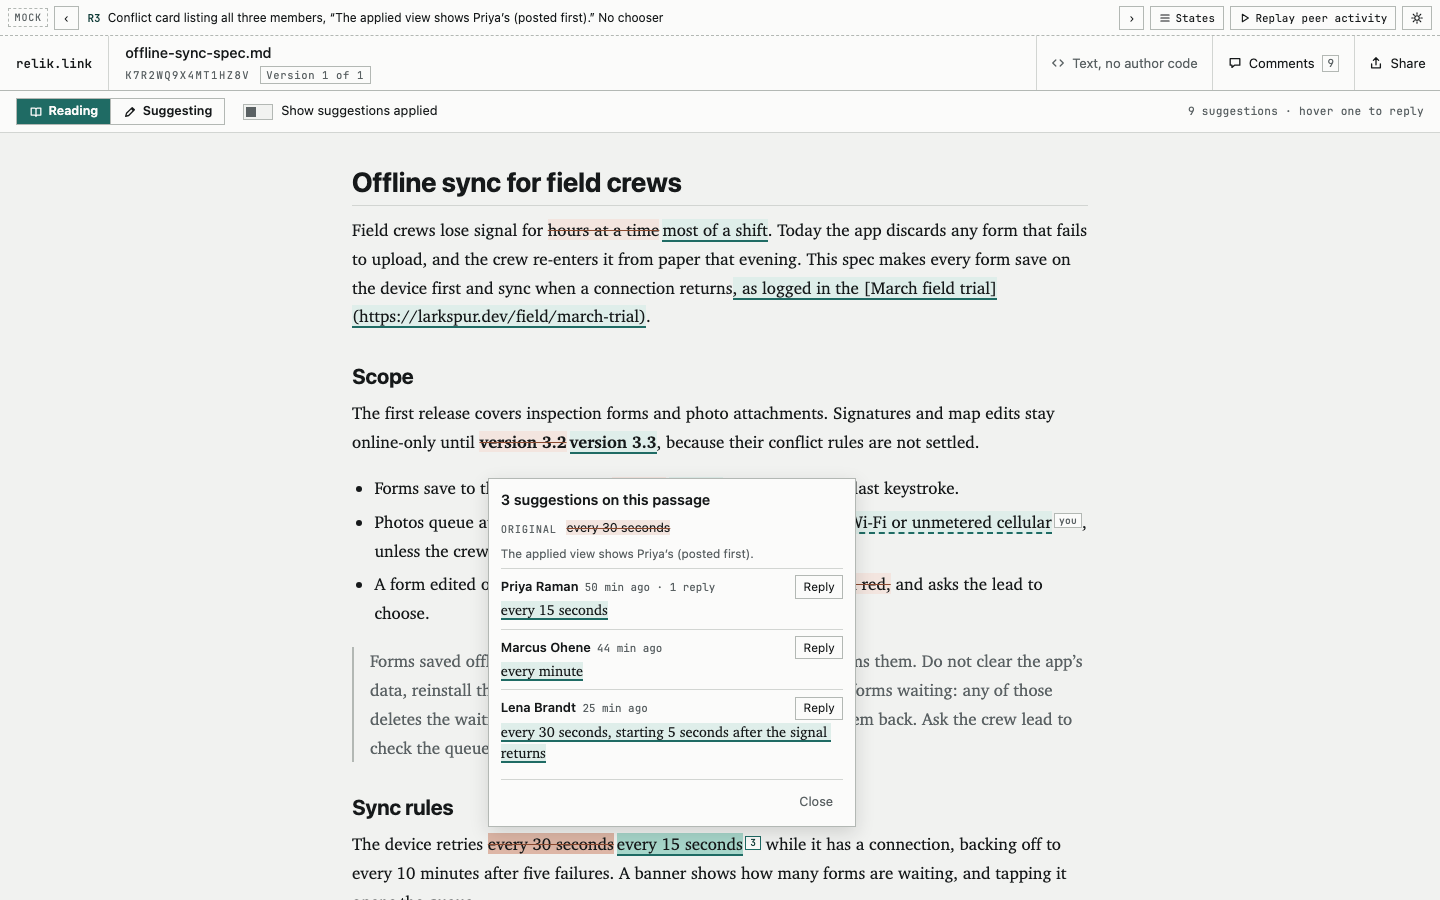 MOCK ‹ R3 Conflict card listing all three members, “The applied view shows Priya’s (posted first).” No chooser › States Replay peer activity
relik.link
offline-sync-spec.md
K7R2WQ9X4MT1HZ8V Version 1 of 1
Text, no author code Comments 9 Share
Reading Suggesting Show suggestions applied 9 suggestions · hover one to reply
Offline sync for field crews
Field crews lose signal for hours at a time most of a shift. Today the app discards any form that fails
to upload, and the crew re-enters it from paper that evening. This spec makes every form save on
the device first and sync when a connection returns, as logged in the [March field trial]
(https://larkspur.dev/field/march-trial).
Scope
The first release covers inspection forms and photo attachments. Signatures and map edits stay
online-only until version 3.2 version 3.3, because their conflict rules are not settled.
Forms save to last keystroke.
Photos queue Wi-Fi or unmetered cellular you,
unless the crew
A form edited red, and asks the lead to
choose.
Forms saved them. Do not clear the app’s
data, reinstall forms waiting: any of those
deletes the back. Ask the crew lead to
check the queue
3 suggestions on this passage
ORIGINAL every 30 seconds
The applied view shows Priya’s (posted first).
Priya Raman 50 min ago · 1 reply Reply
every 15 seconds
Marcus Ohene 44 min ago Reply
every minute
Lena Brandt 25 min ago Reply
every 30 seconds, starting 5 seconds after the signal
returns
Close
Sync rules
The device retries every 30 seconds every 15 seconds 3 while it has a connection, backing off to
every 10 minutes after five failures. A banner shows how many forms are waiting, and tapping it